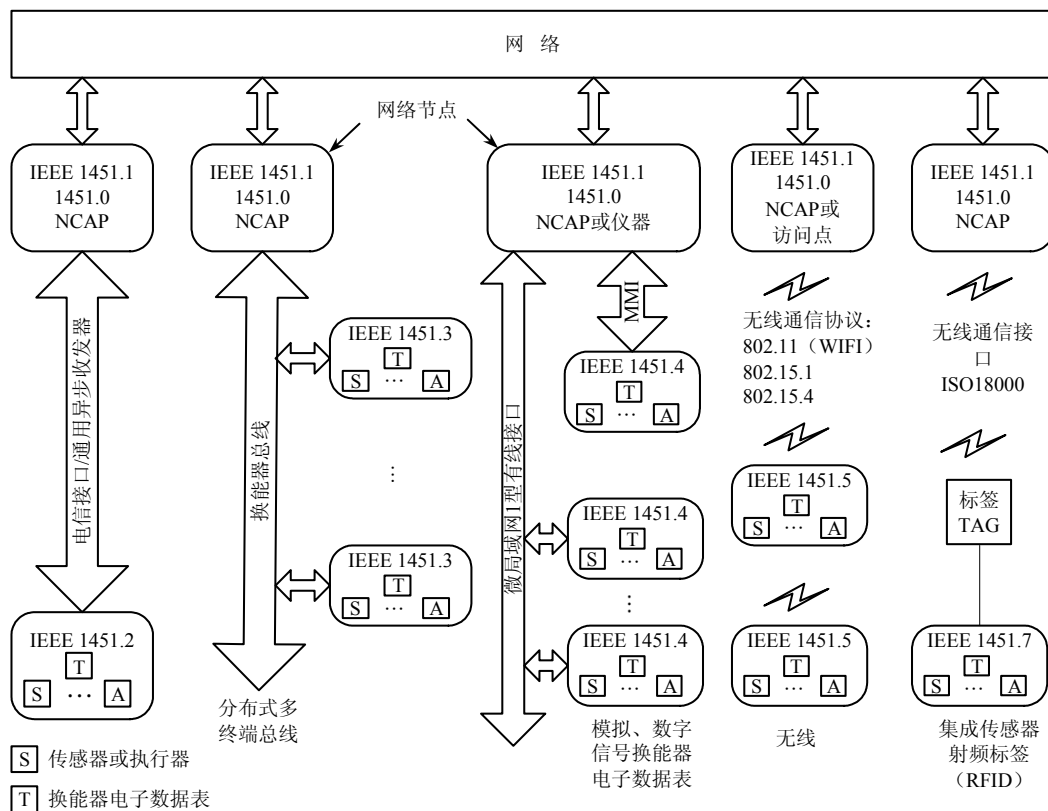 网 络
网络节点
IEEE 1451.1
1451.0
NCAP
IEEE 1451.1
1451.0
NCAP
IEEE 1451.1
1451.0
NCAP或仪器
IEEE 1451.1
1451.0
NCAP或
访问点
IEEE 1451.1
1451.0
NCAP
电信接口/通用异步收发器
IEEE 1451.2
T
S … A
换能器总线
IEEE 1451.3
T
S … A
…
IEEE 1451.3
T
S … A
分布式多
终端总线
微局域网1型有线接口
MMI
IEEE 1451.4
T
S … A
IEEE 1451.4
T
S … A
…
IEEE 1451.4
T
S … A
模拟、数字
信号换能器
电子数据表
无线通信协议：
802.11（WIFI）
802.15.1
802.15.4
IEEE 1451.5
T
S … A
IEEE 1451.5
T
S … A
无线
无线通信接
口
ISO18000
标签
TAG
IEEE 1451.7
T
S … A
集成传感器
射频标签
（RFID）
S 传感器或执行器
T 换能器电子数据表